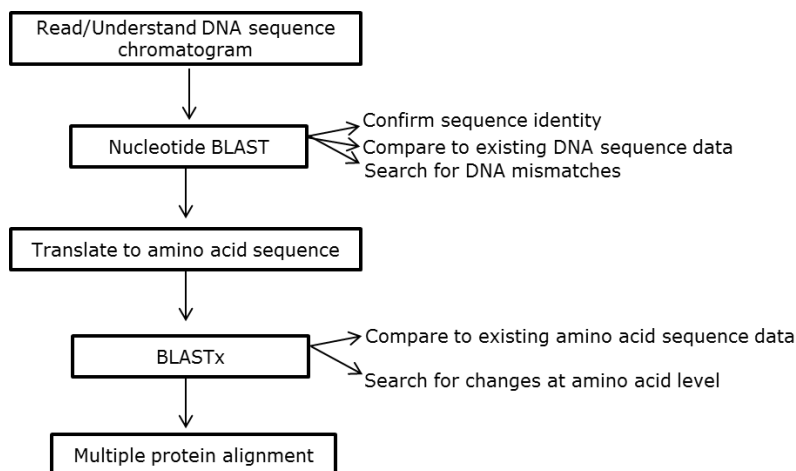 Read/Understand DNA sequence
chromatogram
Nucleotide BLAST
Confirm sequence identity
Compare to existing DNA sequence data
Search for DNA mismatches
Translate to amino acid sequence
BLASTx
Compare to existing amino acid sequence data
Search for changes at amino acid level
Multiple protein alignment